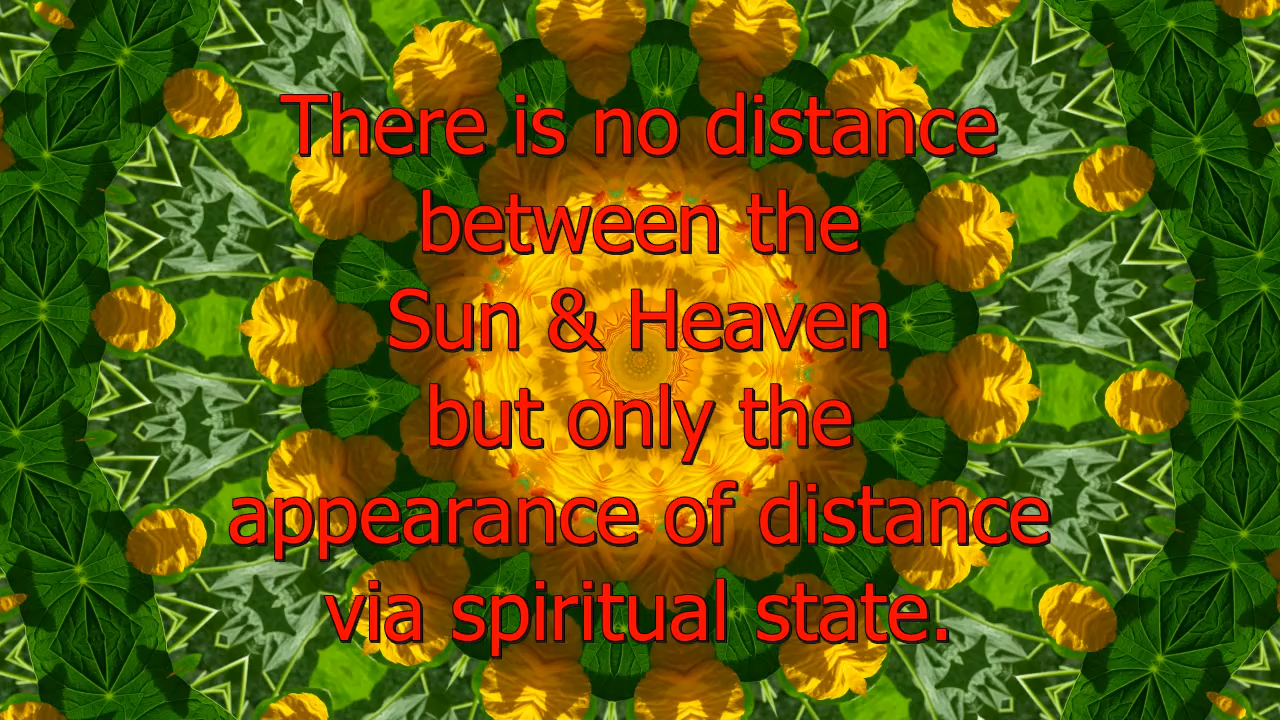 There is no distance
between the
Sun & Heaven
but only the
appearance of distance
via spiritual state.